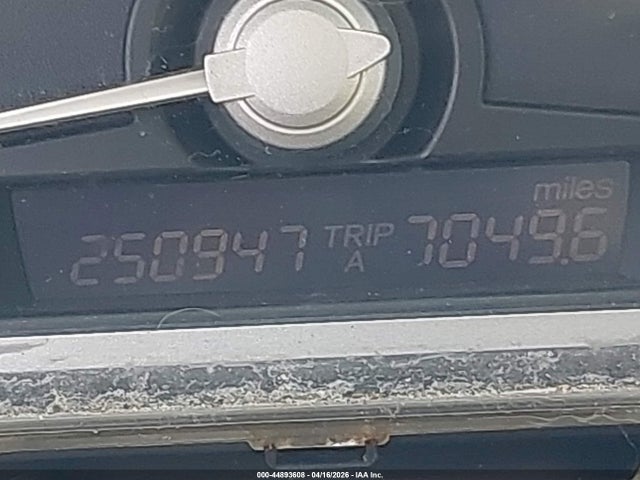 miles
250947 TRIP A 7049.6
000-44893608 - 04/16/2026 - IAA Inc.